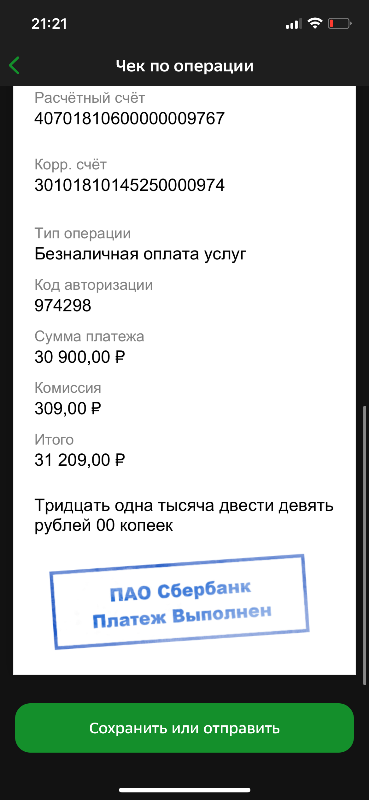 21:21
Чек по операции
Расчётный счёт
40701810600000009767
Корр. счёт
30101810145250000974
Тип операции
Безналичная оплата услуг
Код авторизации
974298
Сумма платежа
30 900,00 ₽
Комиссия
309,00 ₽
Итого
31 209,00 ₽
Тридцать одна тысяча двести девять
рублей 00 копеек
ПАО Сбербанк
Платеж Выполнен
Сохранить или отправить